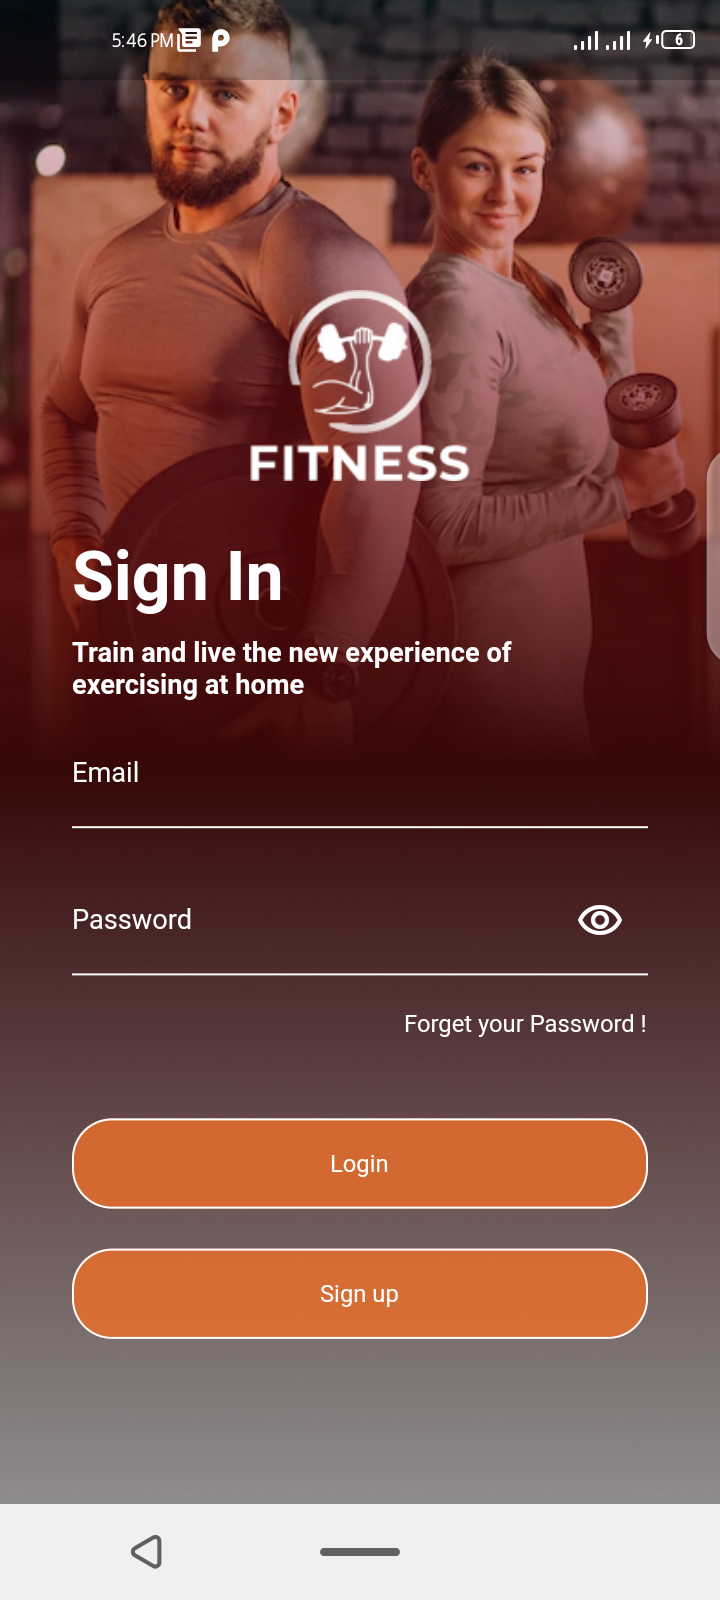 5:46 PM
6
FITNESS
Sign In
Train and live the new experience of
exercising at home
Email
Password
Forget your Password !
Login
Sign up